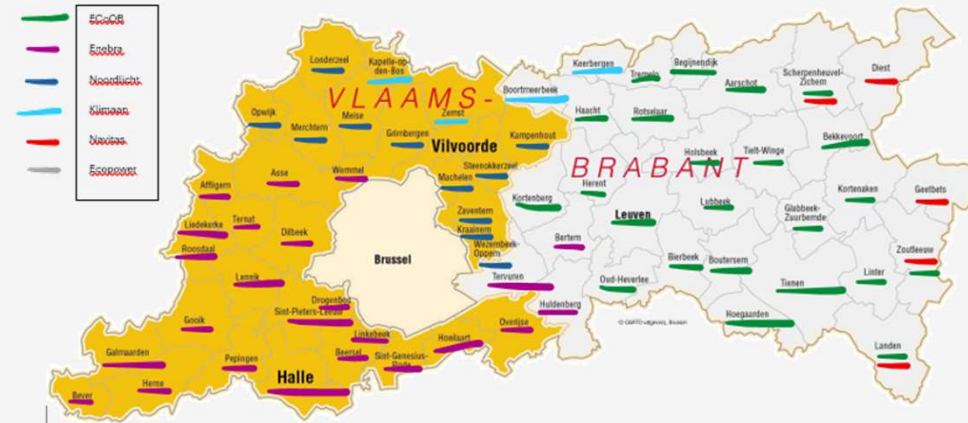 ECoOB
Enebra
Noordlicht
Klimaan
Navitas
Ecopower
VLAAMS-
BRABANT
Londerzeel
Kapelle-op-
den-Bos
Opwijk
Merchtem
Meise
Zemst
Grimbergen
Vilvoorde
Kampenhout
Steenokkerzeel
Machelen
Asse
Wemmel
Affligem
Liedekerke
Ternat
Dilbeek
Roosdaal
Zaventem
Kraainem
Wezembeek-
Oppem
Brussel
Lennik
Drogenbos
Sint-Pieters-Leeuw
Linkebeek
Gooik
Galmaarden
Pepingen
Beersel
Sint-Genesius-
Rode
Hoeilaart
Overijse
Halle
Herne
Bever
Boortmeerbeek
Keerbergen
Tremelo
Begijnendijk
Aarschot
Scherpenheuvel-
Zichem
Diest
Haacht
Rotselaar
Bekkevoort
Holsbeek
Tielt-Winge
Kortenberg
Herent
Leuven
Lubbeek
Glabbeek-
Zuurbemde
Kortenaken
Geetbets
Bertem
Tervuren
Huldenberg
Oud-Heverlee
Bierbeek
Boutersem
Tienen
Linter
Zoutleeuw
Hoegaarden
Landen